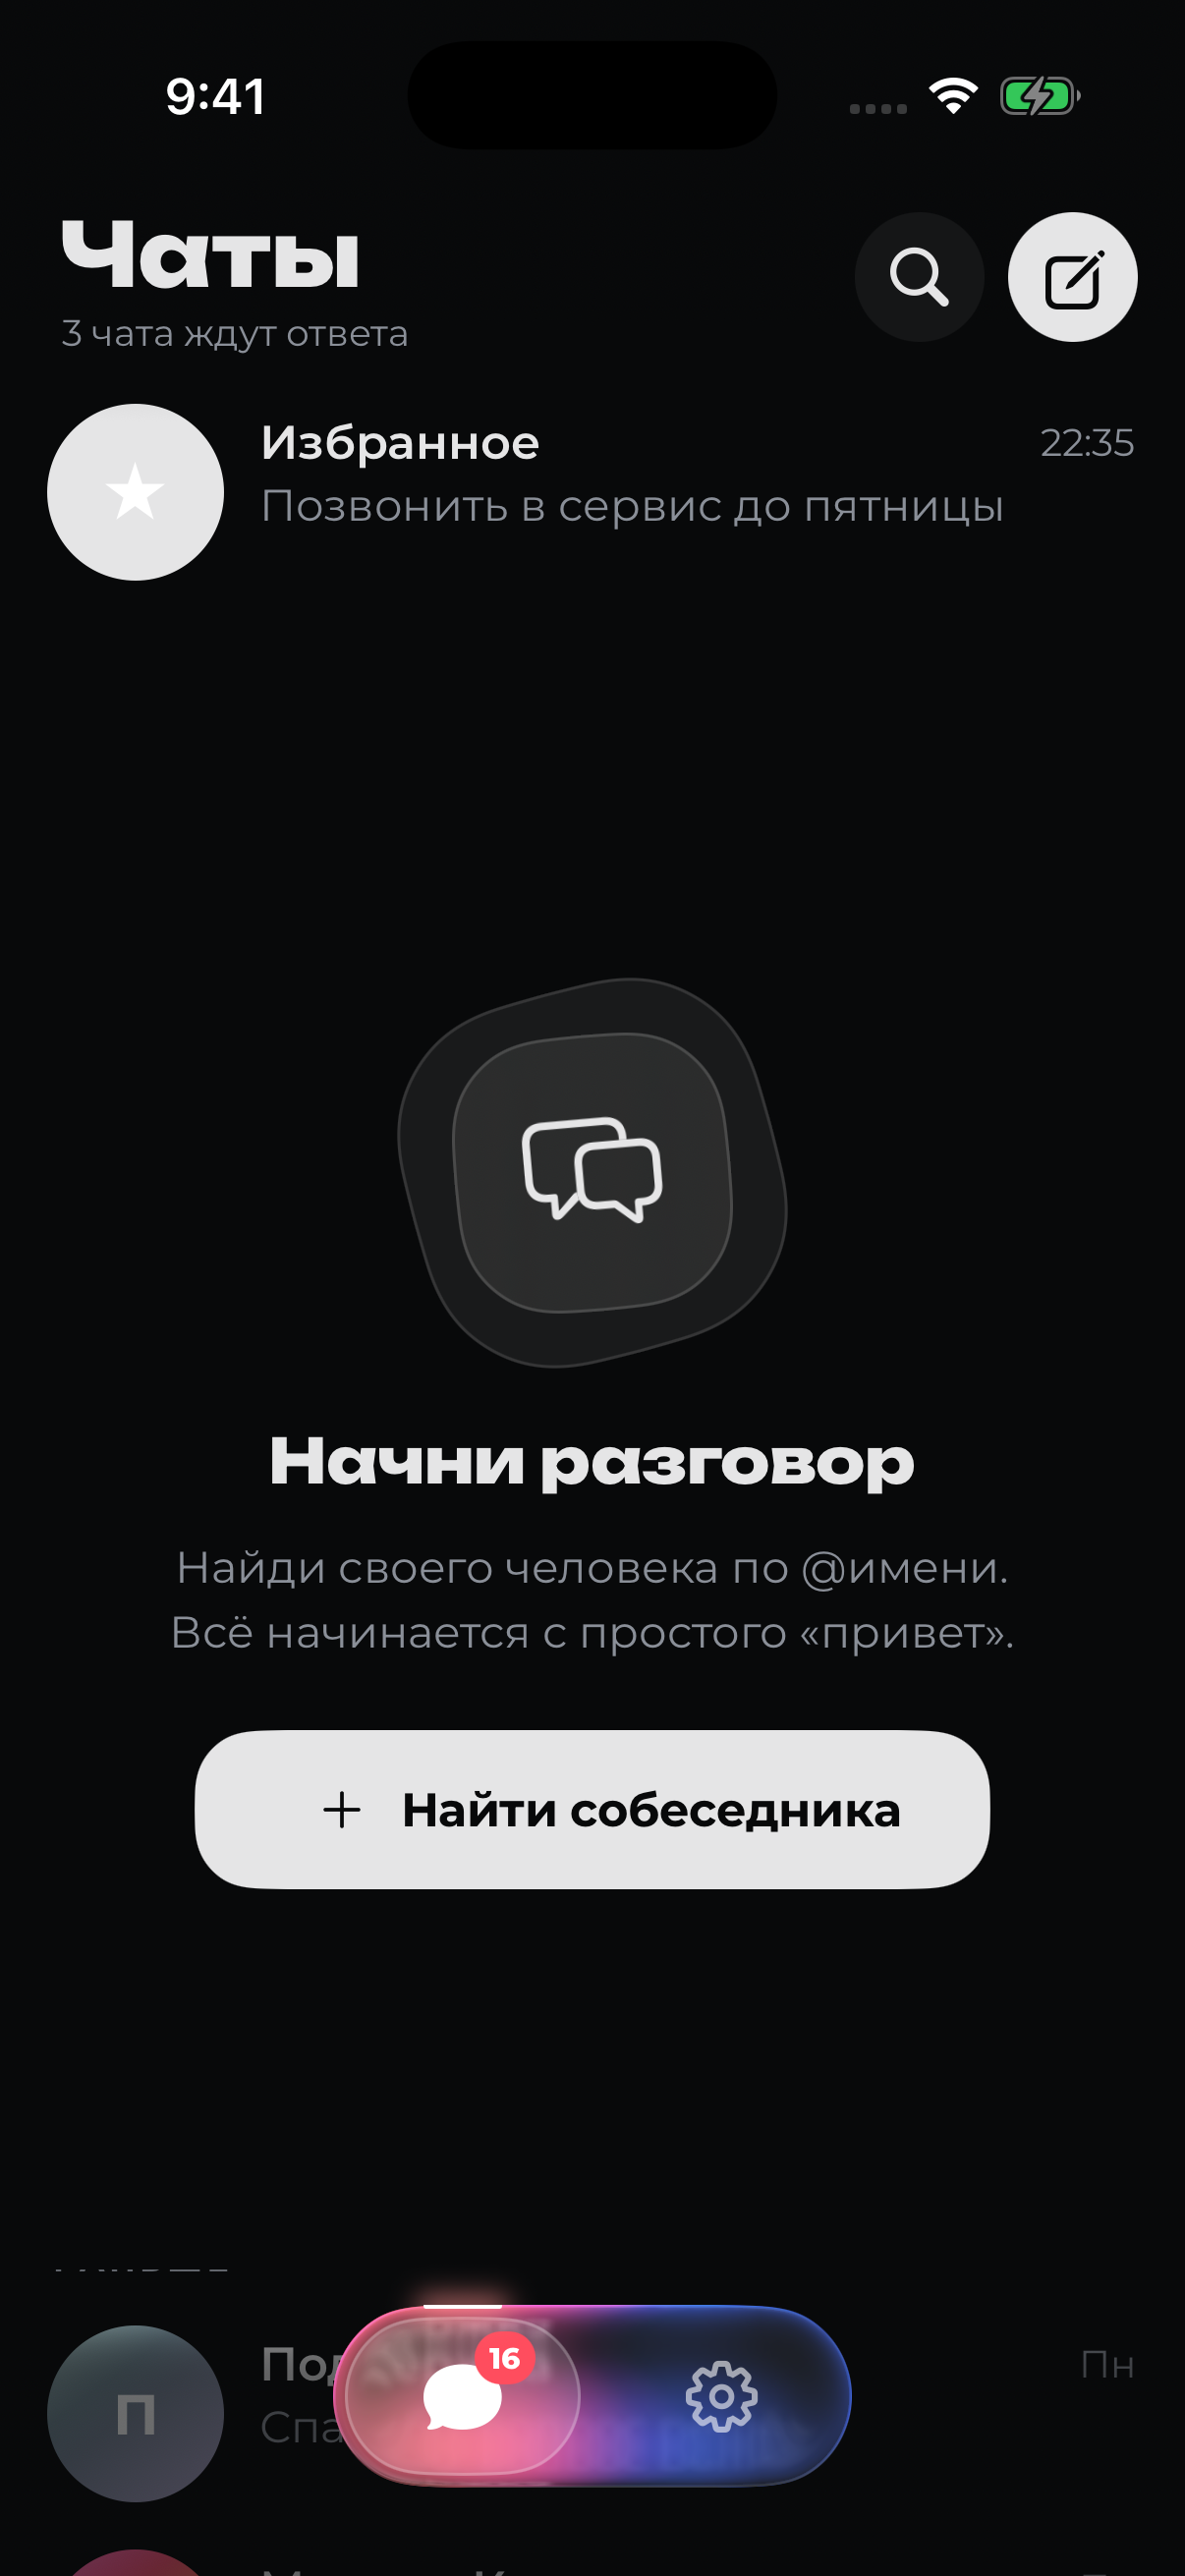 9:41
Чаты
3 чата ждут ответа
Избранное
22:35
Позвонить в сервис до пятницы
Начни разговор
Найди своего человека по @имени.
Всё начинается с простого «привет».
Найти собеседника
16
П
Пн